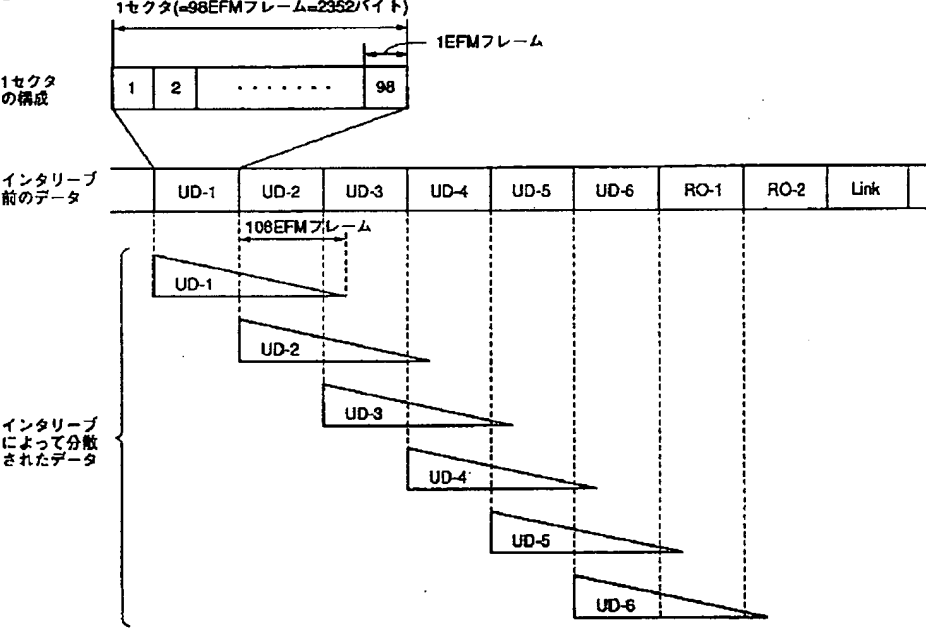 1セクタ(=98EFMフレーム=2352バイト)
1EFMフレーム
1セクタ
の構成
1 2 ······· 98
インタリーブ
前のデータ
UD-1 UD-2 UD-3 UD-4 UD-5 UD-6 RO-1 RO-2 Link
108EFMフレーム
UD-1
UD-2
UD-3
インタリーブ
によって分散
されたデータ
UD-4
UD-5
UD-6